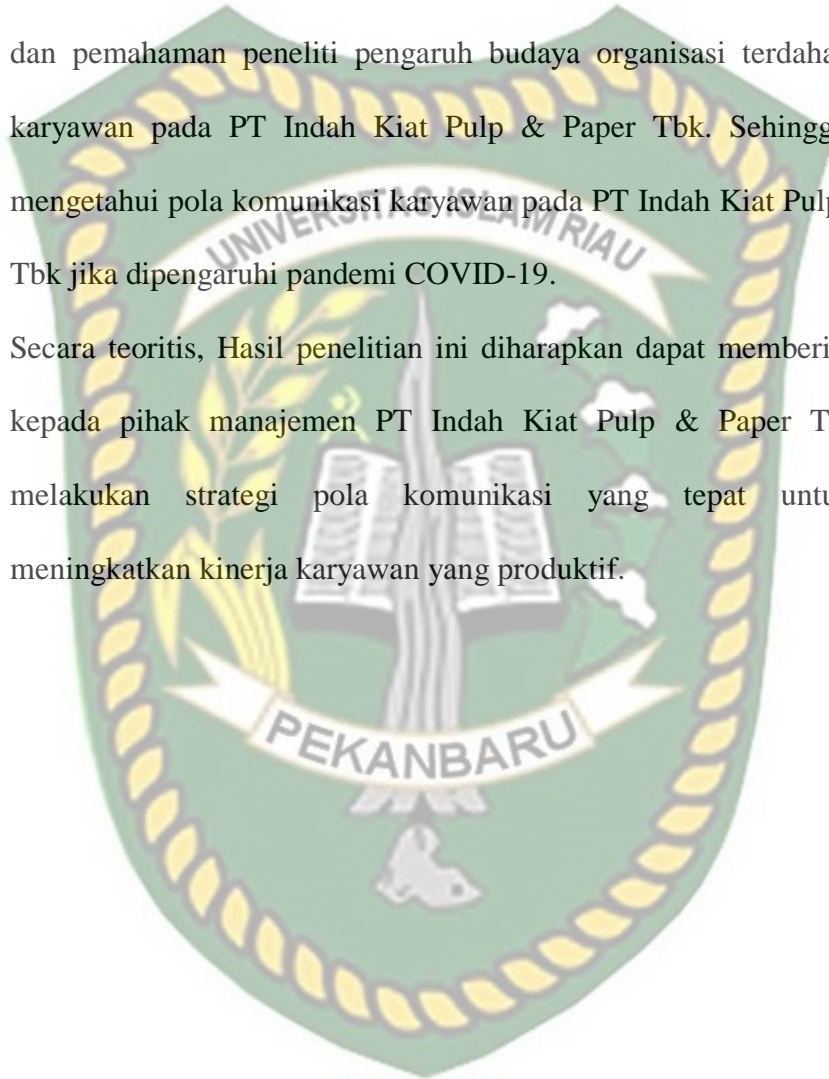 dan pemahaman peneliti pengaruh budaya organisasi terdaha
karyawan pada PT Indah Kiat Pulp & Paper Tbk. Sehingg
mengetahui pola komunikasi karyawan pada PT Indah Kiat Pulp
UNIVERSITAS ISLAM RIAU
Tbk jika dipengaruhi pandemi COVID-19.
Secara teoritis, Hasil penelitian ini diharapkan dapat memberi
kepada pihak manajemen PT Indah Kiat Pulp & Paper T
melakukan strategi pola komunikasi yang tepat untu
meningkatkan kinerja karyawan yang produktif.
PEKANBARU